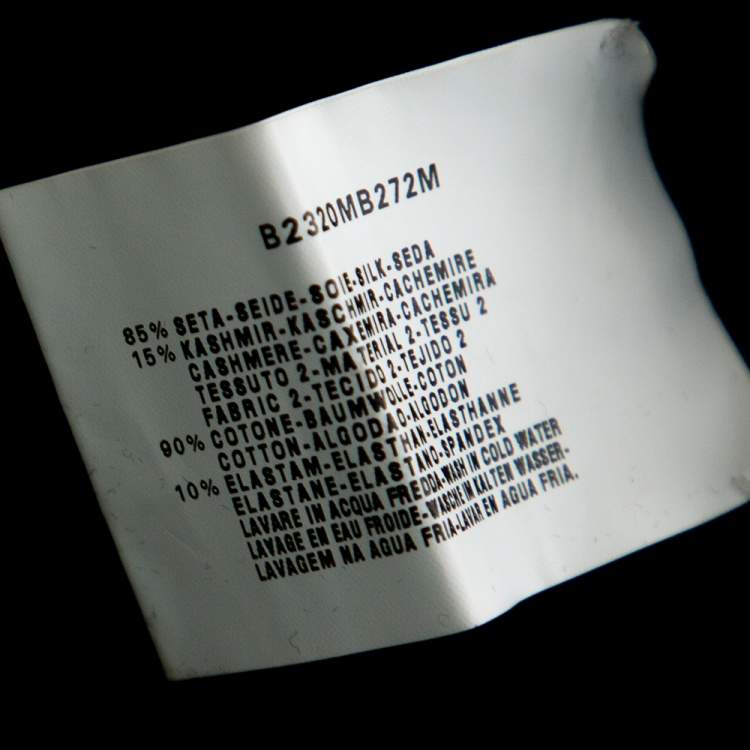 B2320MB272M
85% SETA-SEIDE-SOIE-SILK-SEDA
15% KASHMIR-KASCHMIR-CACHEMIRE
CASHMERE-CAXEMIRA-CACHEMIRA
TESSUTO 2-MATERIAL 2-TESSU 2
FABRIC 2-TECIDO 2-TEJIDO 2
90% COTONE-BAUMWOLLE-COTON
COTTON-ALGODAO-ALGODON
10% ELASTAM-ELASTHAN-ELASTHANNE
ELASTANE-ELASTANO-SPANDEX
LAVARE IN ACQUA FREDDA-WASH IN COLD WATER
LAVAGE EN EAU FROIDE-WASCHE IN KALTEN WASSER-
LAVAGEM NA AGUA FRIA-LAVAR EN AGUA FRIA.